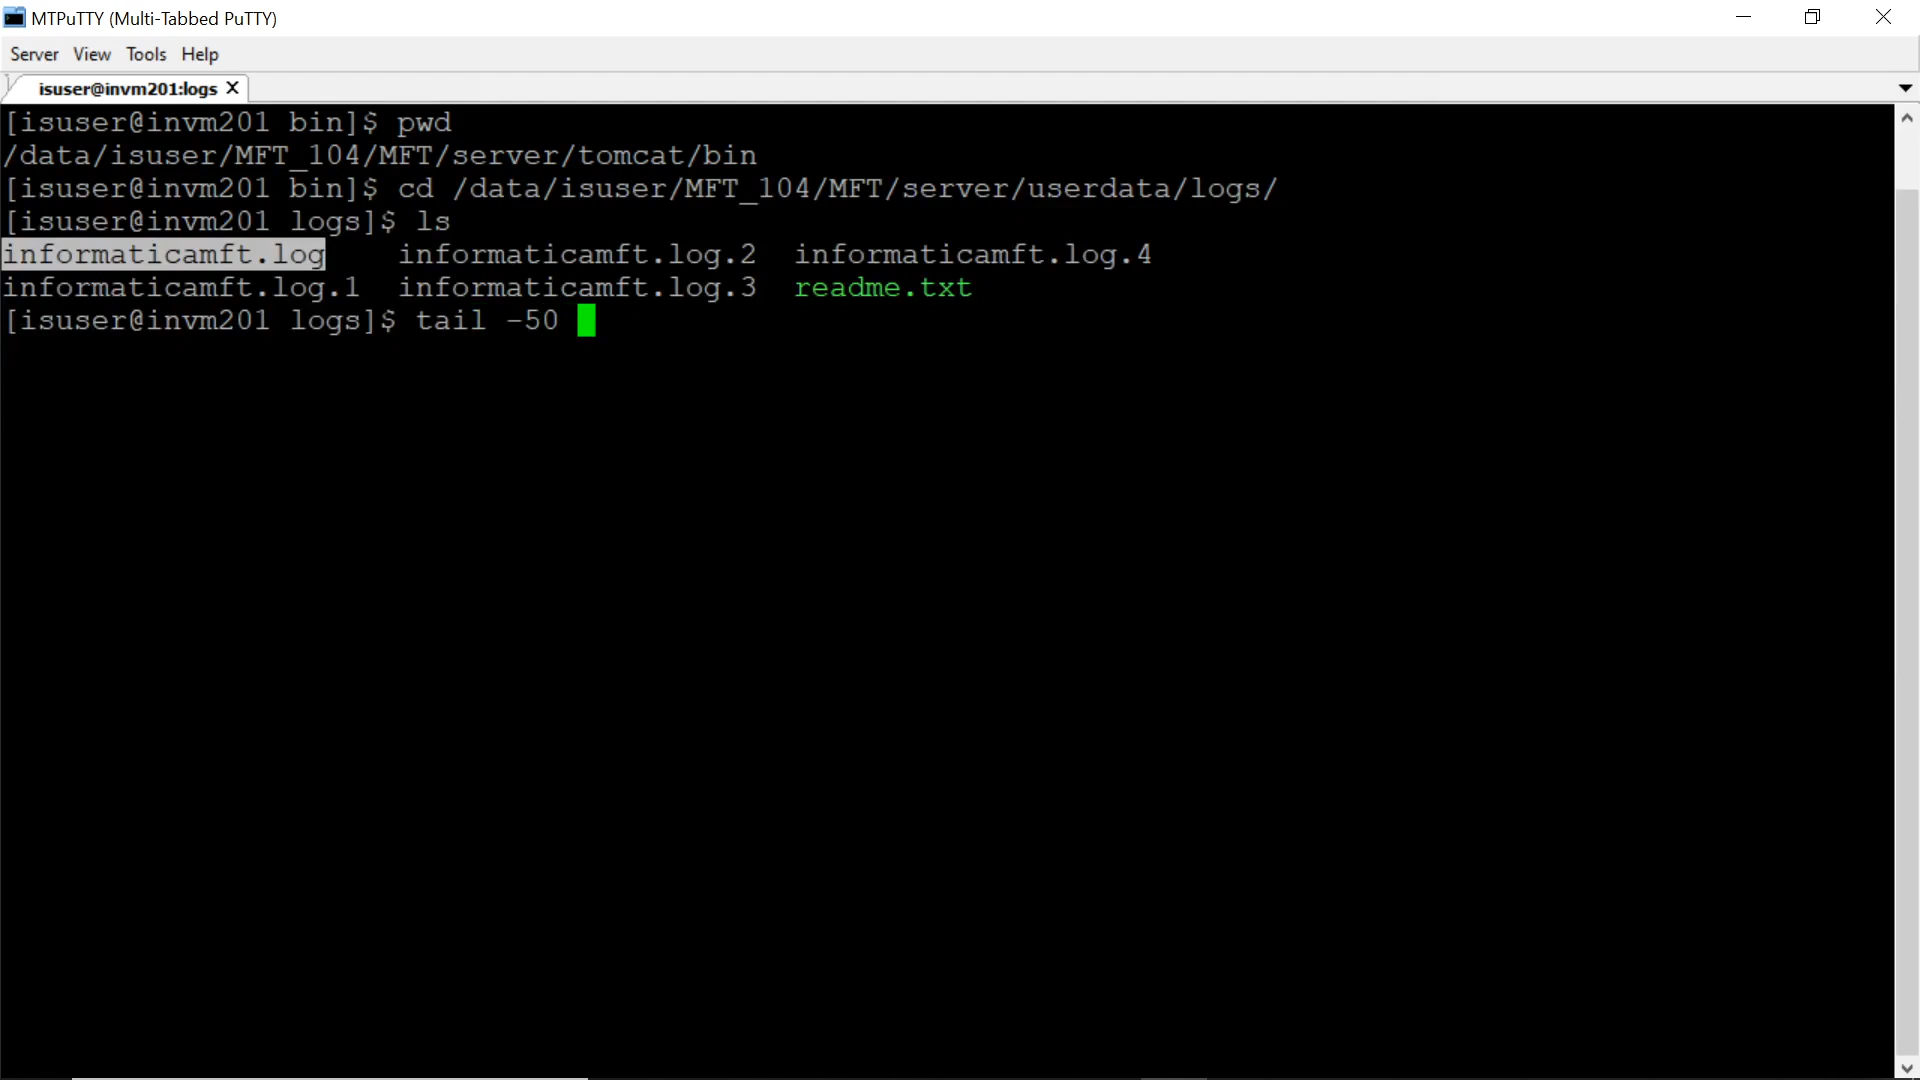 MTPuTTY (Multi-Tabbed PuTTY)
Server View Tools Help
isuser@invm201:logs
[isuser@invm201 bin]$ pwd
/data/isuser/MFT_104/MFT/server/tomcat/bin
[isuser@invm201 bin]$ cd /data/isuser/MFT_104/MFT/server/userdata/logs/
[isuser@invm201 logs]$ ls
informaticamft.log    informaticamft.log.2  informaticamft.log.4
informaticamft.log.1  informaticamft.log.3  readme.txt
[isuser@invm201 logs]$ tail -50